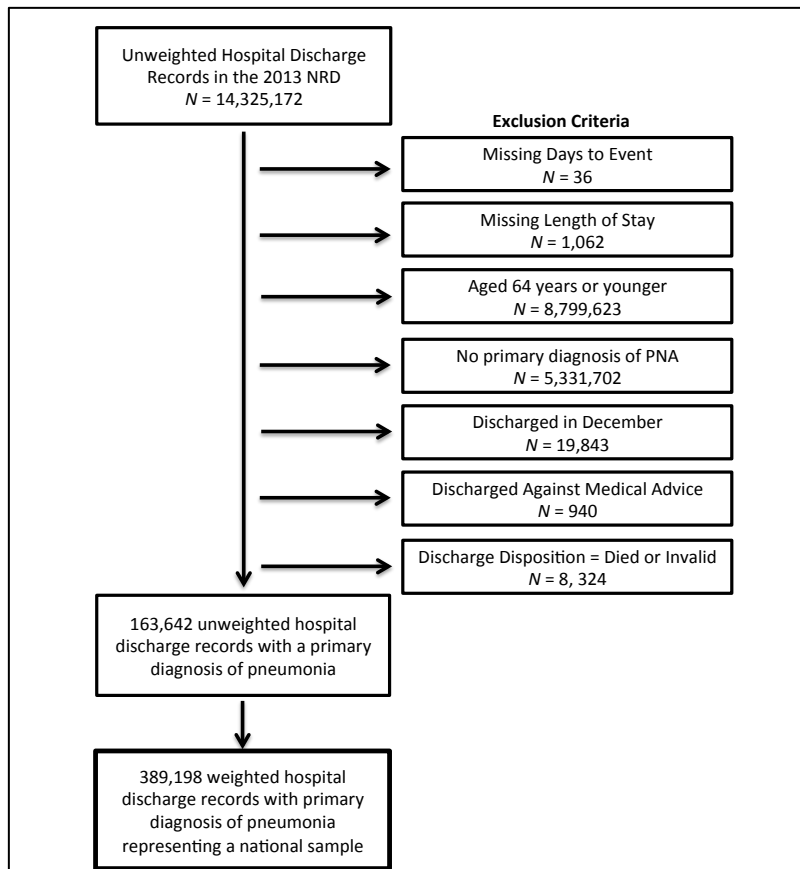 Unweighted Hospital Discharge
Records in the 2013 NRD
N = 14,325,172
Exclusion Criteria
Missing Days to Event
N = 36
Missing Length of Stay
N = 1,062
Aged 64 years or younger
N = 8,799,623
No primary diagnosis of PNA
N = 5,331,702
Discharged in December
N = 19,843
Discharged Against Medical Advice
N = 940
Discharge Disposition = Died or Invalid
N = 8, 324
163,642 unweighted hospital
discharge records with a primary
diagnosis of pneumonia
389,198 weighted hospital
discharge records with primary
diagnosis of pneumonia
representing a national sample